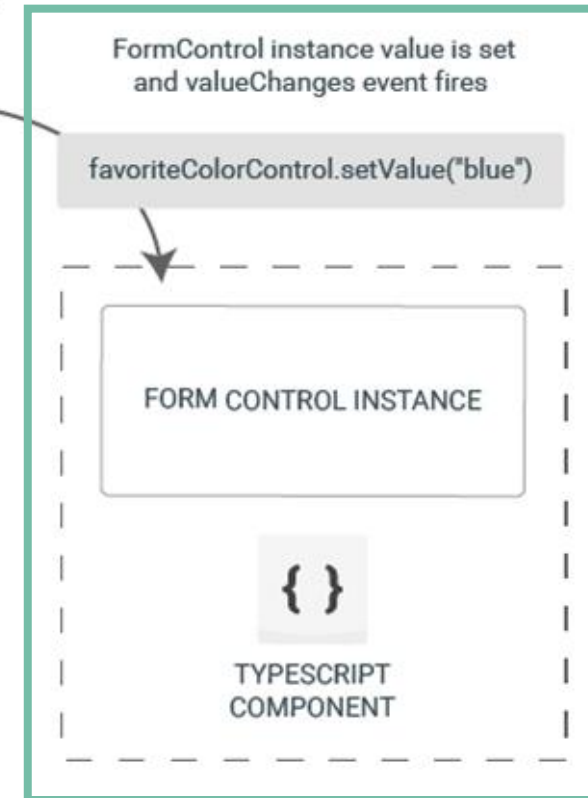 FormControl instance value is set
and valueChanges event fires
favoriteColorControl.setValue("blue")
FORM CONTROL INSTANCE
{ }
TYPESCRIPT
COMPONENT